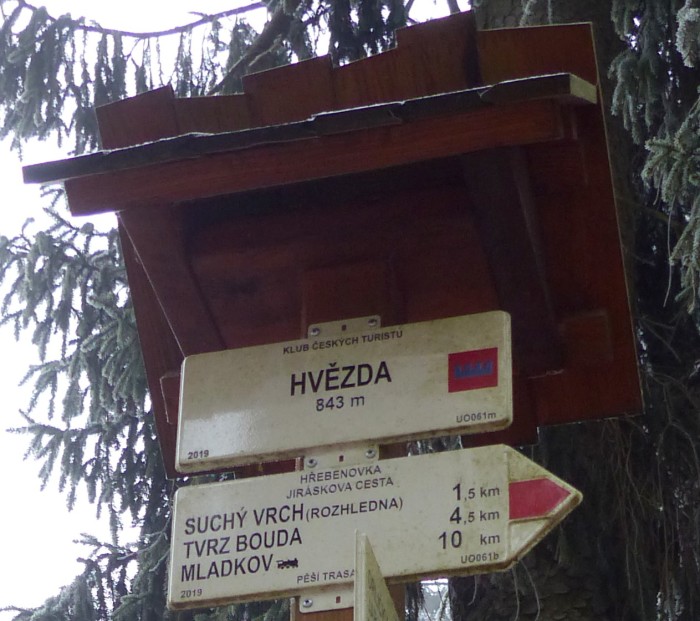 KLUB ČESKÝCH TURISTŮ
HVĚZDA
843 m
2019
UO061m
HŘEBENOVKA
JIRÁSKOVA CESTA
SUCHÝ VRCH (ROZHLEDNA) 1,5 km
TVRZ BOUDA 4,5 km
MLADKOV 10 km
2019
PĚŠÍ TRASA
UO061b